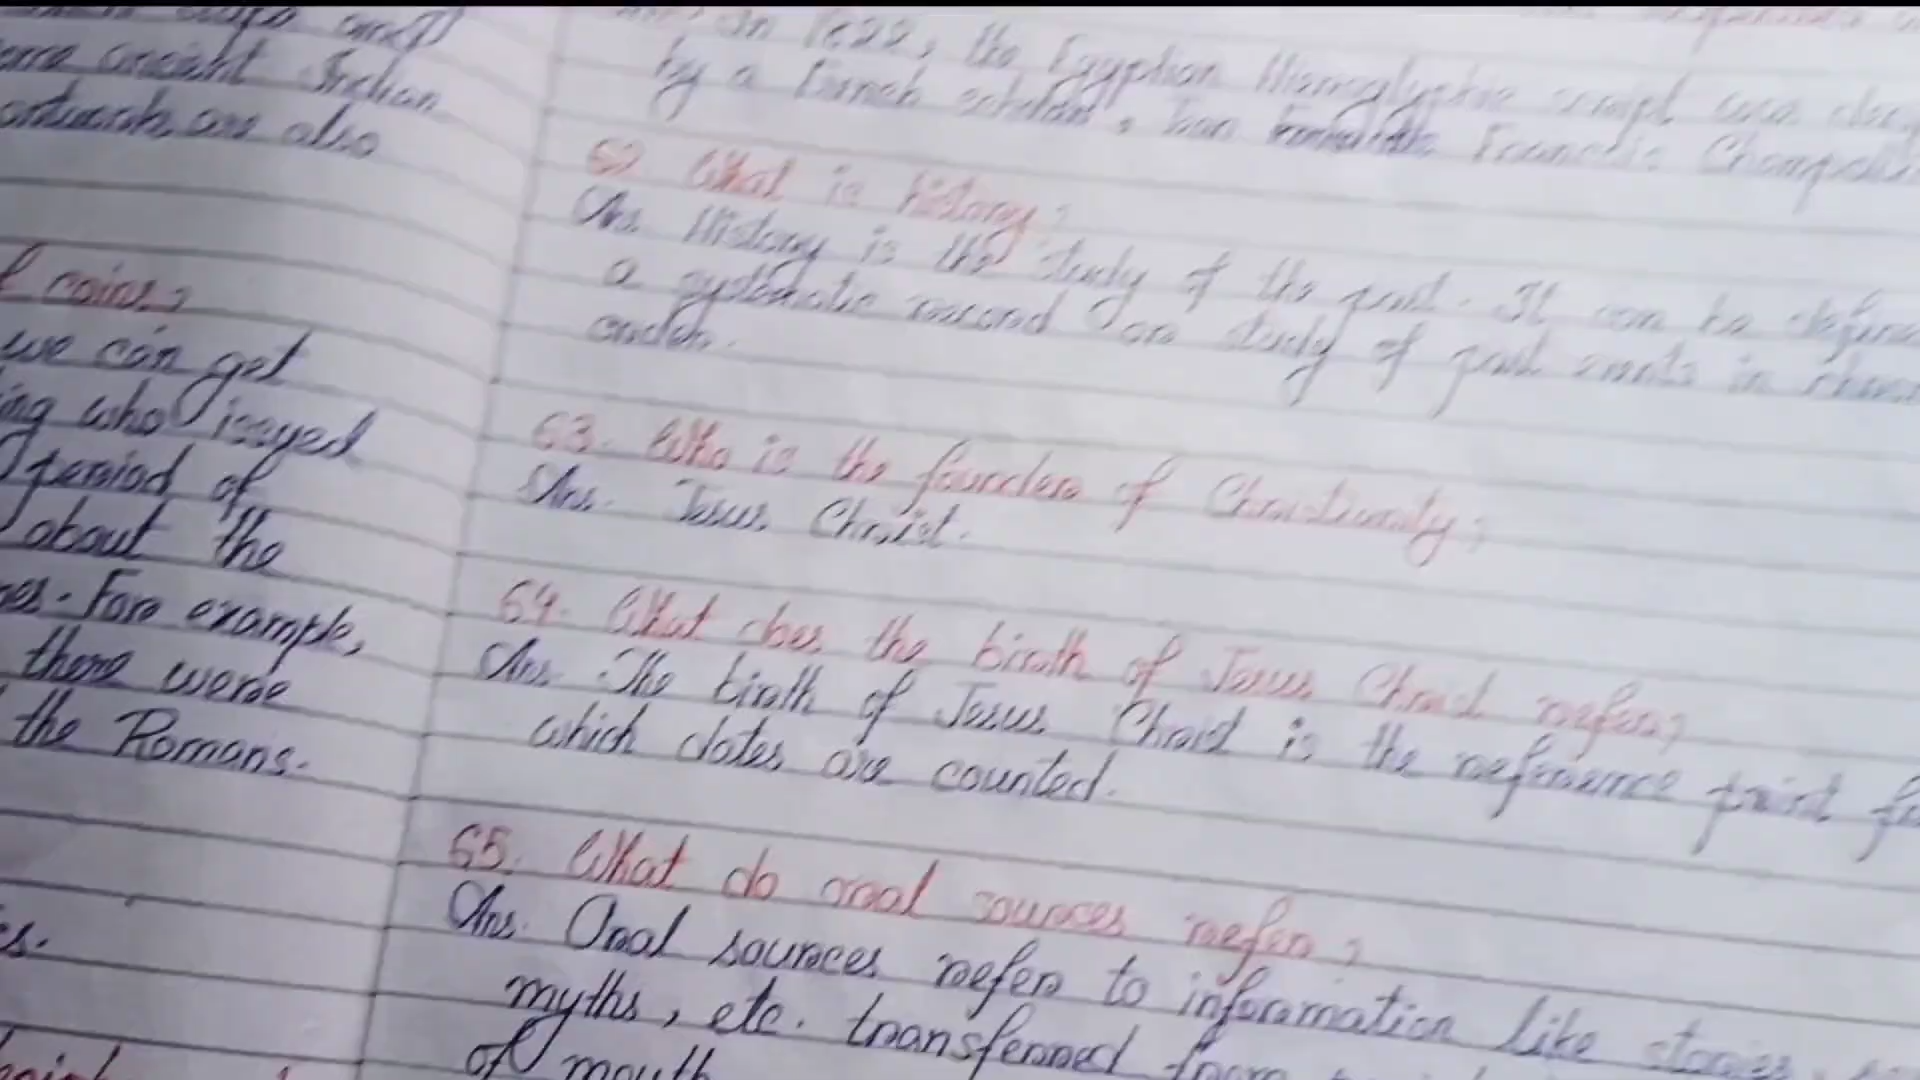 ancient Indian
are also
coins?
we can get
ing who issyed
period of
about the
es. For example,
there were
the Romans.
s.
In 1822, the Egyptian Hieroglyphic script was
by a French scholar, Francois
62. What is history?
Ans. History is the study of the past. It can be
a systematic record or study of past events in
order.
63. Who is the founder of Christianity?
Ans. Jesus Christ.
64. What does the birth of Jesus Christ refer?
Ans. The birth of Jesus Christ is the reference point
which dates are counted.
65. What do oral sources refer?
Ans. Oral sources refer to information like stories,
myths, etc. transferred from
of mouth